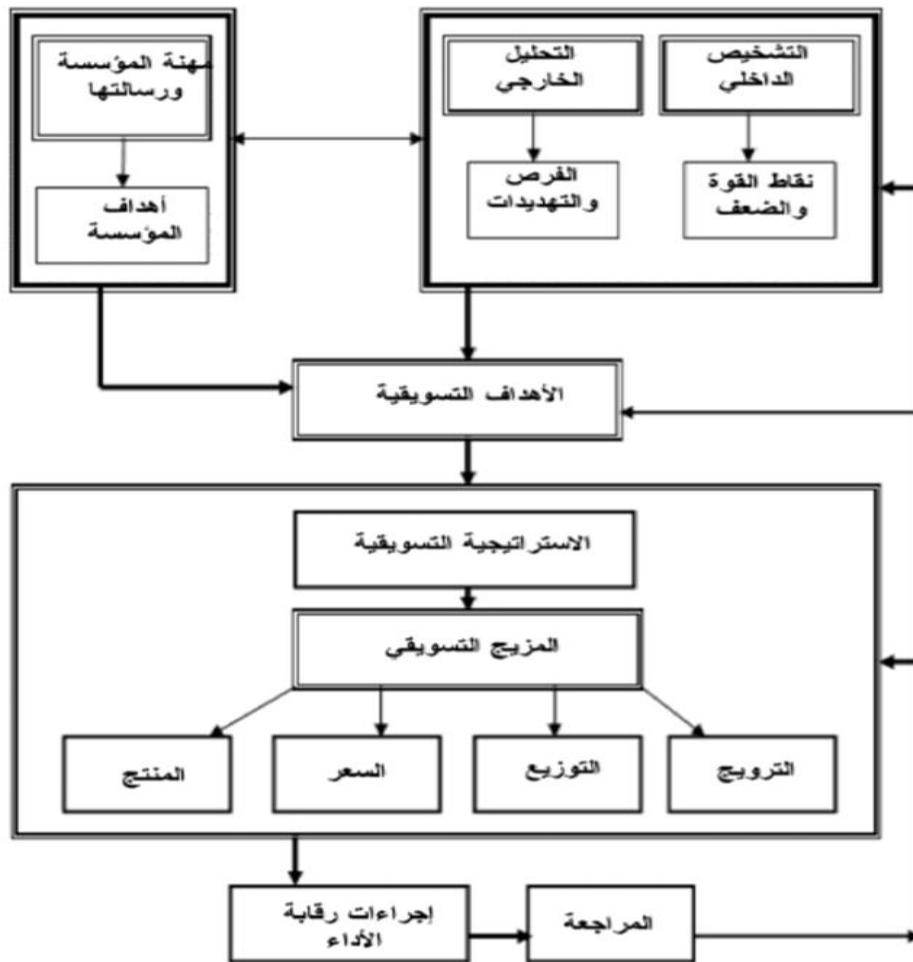 التشخيص
الداخلي
التحليل
الخارجي
مهنة المؤسسة
ورسالتها
نقاط القوة
والضعف
الفرص
والتهديدات
أهداف
المؤسسة
الأهداف التسويقية
الاستراتيجية التسويقية
المزيج التسويقي
الترويج
التوزيع
السعر
المنتج
إجراءات رقابة
الأداء
المراجعة